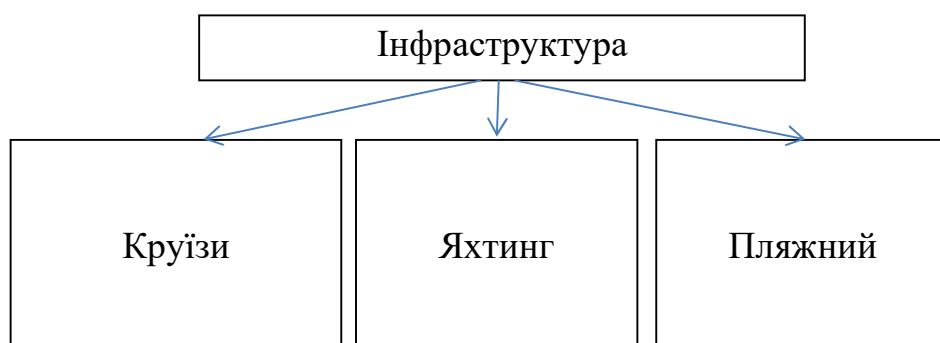 Інфраструктура
Круїзи
Яхтинг
Пляжний